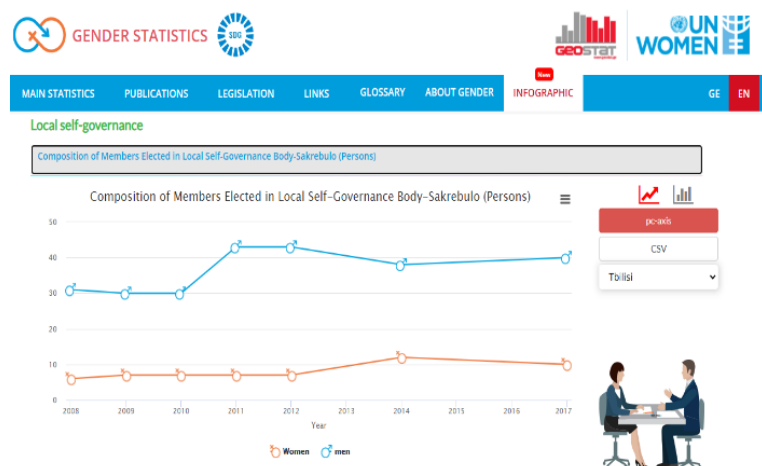 GENDER STATISTICS
SDG
GEOSTAT
UN
WOMEN
MAIN STATISTICS PUBLICATIONS LEGISLATION LINKS GLOSSARY ABOUT GENDER New INFOGRAPHIC GE EN
Local self-governance
Composition of Members Elected in Local Self-Governance Body-Sakrebulo (Persons)
Composition of Members Elected in Local Self-Governance Body-Sakrebulo (Persons)
pc-axis
CSV
Tbilisi
50
40
30
20
10
0
2008 2009 2010 2011 2012 2013 2014 2015 2016 2017
Year
Women men